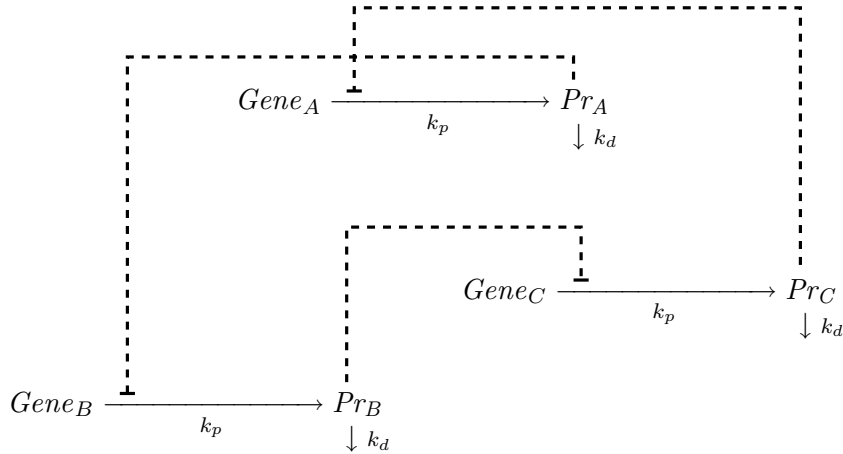 Gene_A k_p Pr_A
k_d
Gene_C k_p Pr_C
k_d
Gene_B k_p Pr_B
k_d